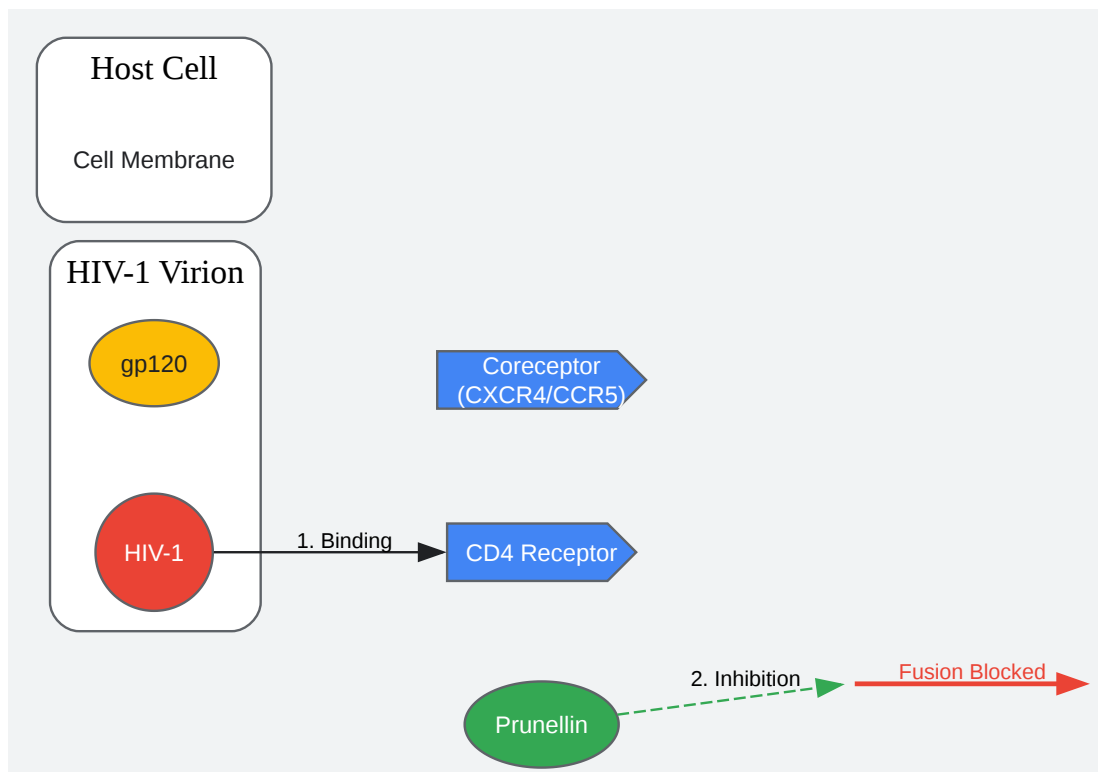 Host Cell
Cell Membrane
HIV-1 Virion
gp120
Coreceptor
(CXCR4/CCR5)
HIV-1
1. Binding
CD4 Receptor
Prunellin
2. Inhibition
Fusion Blocked